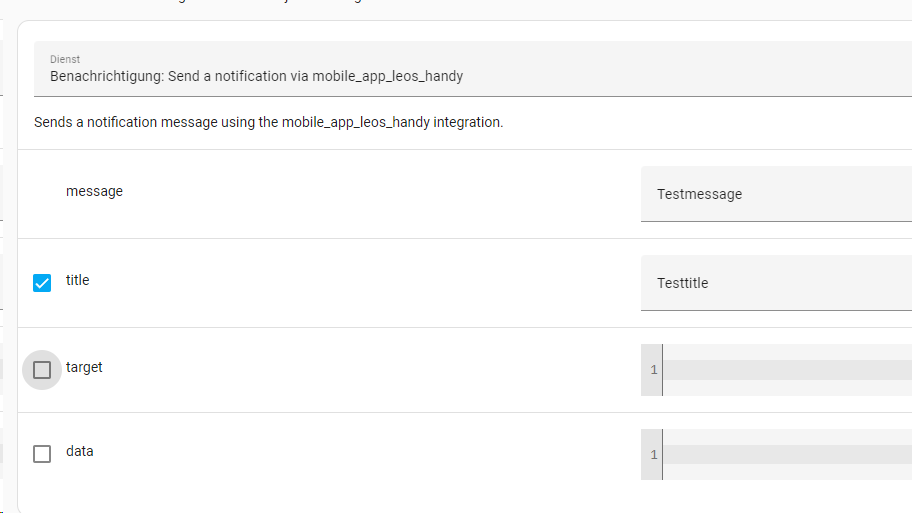 Dienst
Benachrichtigung: Send a notification via mobile_app_leos_handy
Sends a notification message using the mobile_app_leos_handy integration.
message
Testmessage
title
Testtitle
target
1
data
1